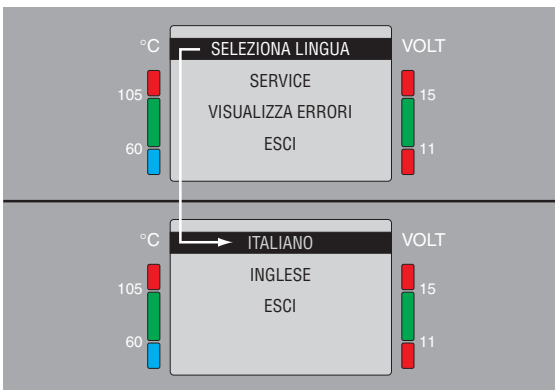 °C SELEZIONA LINGUA VOLT
SERVICE
105 15
VISUALIZZA ERRORI
60 ESCI 11
°C ITALIANO VOLT
INGLESE
105 15
ESCI
60 11